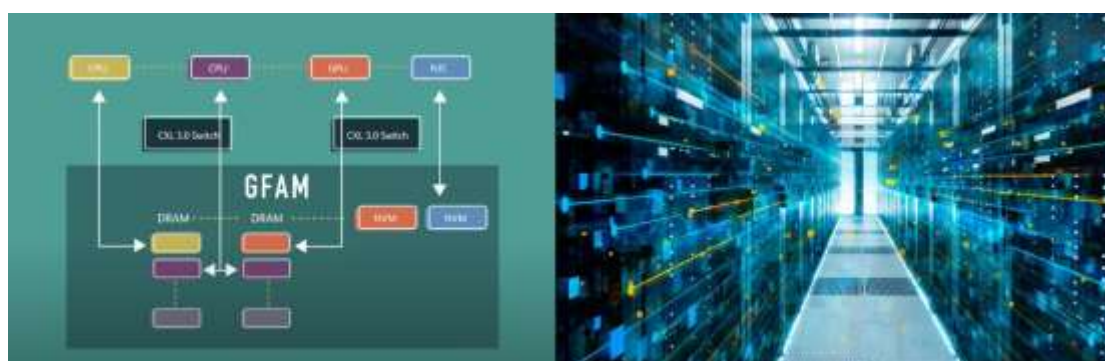 CPU CPU GPU NIC
CXL 3.0 Switch CXL 3.0 Switch
GFAM
DRAM DRAM
NVM NVM